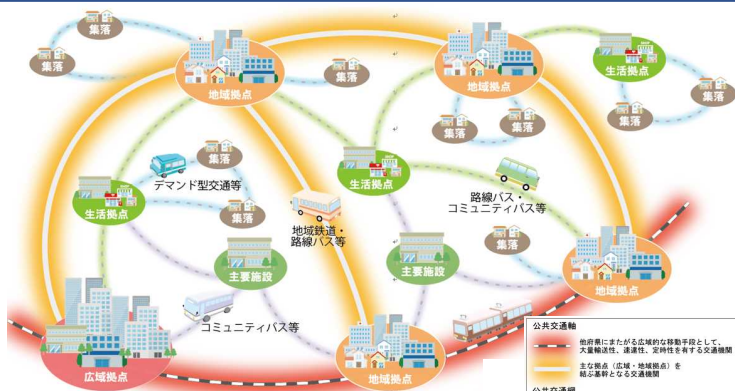 集落
集落
地域拠点
集落
地域拠点
生活拠点
集落
集落
集落
集落
集落
デマンド型交通等
生活拠点
集落
生活拠点
路線バス・
コミュニティバス等
地域鉄道・
路線バス等
集落
主要施設
主要施設
地域拠点
コミュニティバス等
広域拠点
地域拠点
公共交通軸
他府県にまたがる広域的な移動手段として、
大量輸送性、速達性、定時性を有する交通機関
主な拠点（広域・地域拠点）を
結ぶ基幹となる交通機関
公共交通網